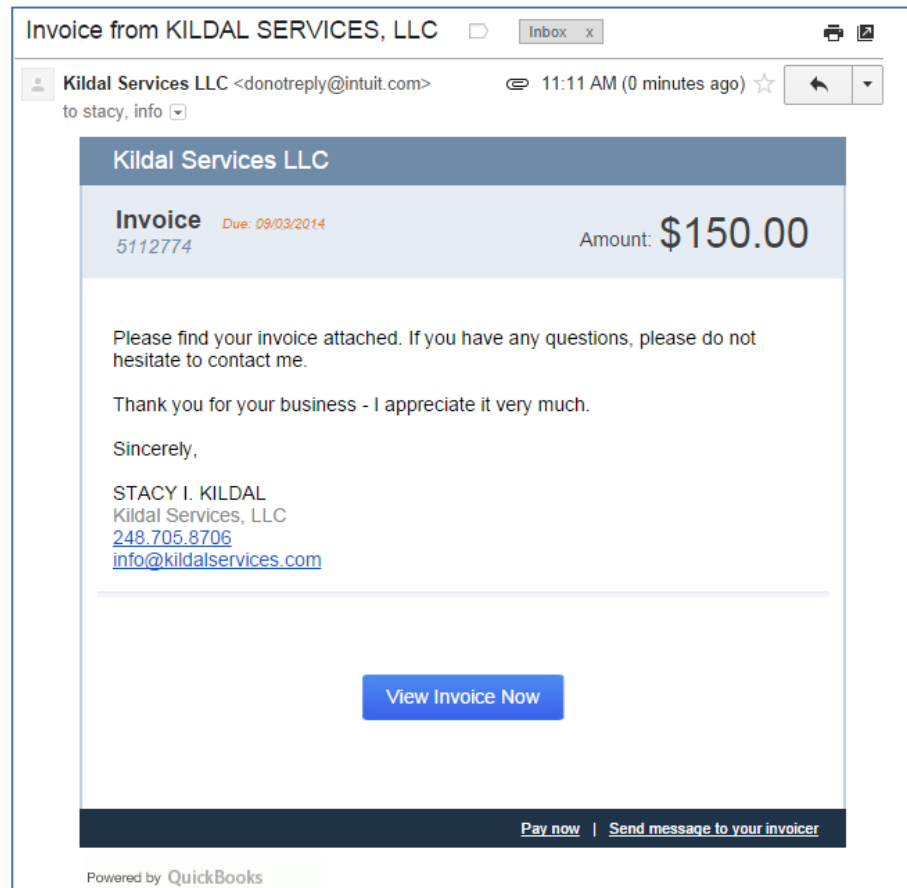 Invoice from KILDAL SERVICES, LLC
Inbox x
Kildal Services LLC <donotreply@intuit.com>
11:11 AM (0 minutes ago)
to stacy, info
Kildal Services LLC
Invoice Due: 09/03/2014
5112774
Amount: $150.00
Please find your invoice attached. If you have any questions, please do not
hesitate to contact me.
Thank you for your business - I appreciate it very much.
Sincerely,
STACY I. KILDAL
Kildal Services, LLC
248.705.8706
info@kildalservices.com
View Invoice Now
Pay now | Send message to your invoicer
Powered by QuickBooks